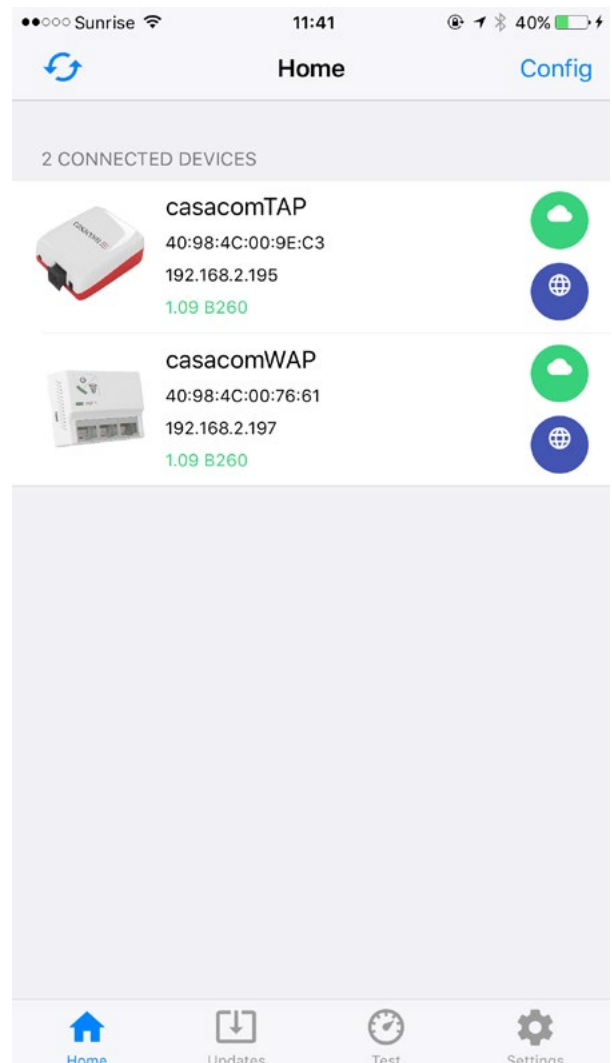 Sunrise 11:41 40%
Home Config
2 CONNECTED DEVICES
casacomTAP
40:98:4C:00:9E:C3
192.168.2.195
1.09 B260
casacomWAP
40:98:4C:00:76:61
192.168.2.197
1.09 B260
Home Updates Test Settings